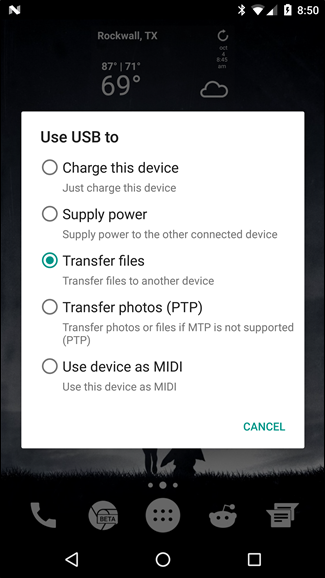 8:50
Rockwall, TX
oct
4
8:45
am
87° | 71°
69°
Use USB to
Charge this device
Just charge this device
Supply power
Supply power to the other connected device
Transfer files
Transfer files to another device
Transfer photos (PTP)
Transfer photos or files if MTP is not supported
(PTP)
Use device as MIDI
Use this device as MIDI
CANCEL
BETA